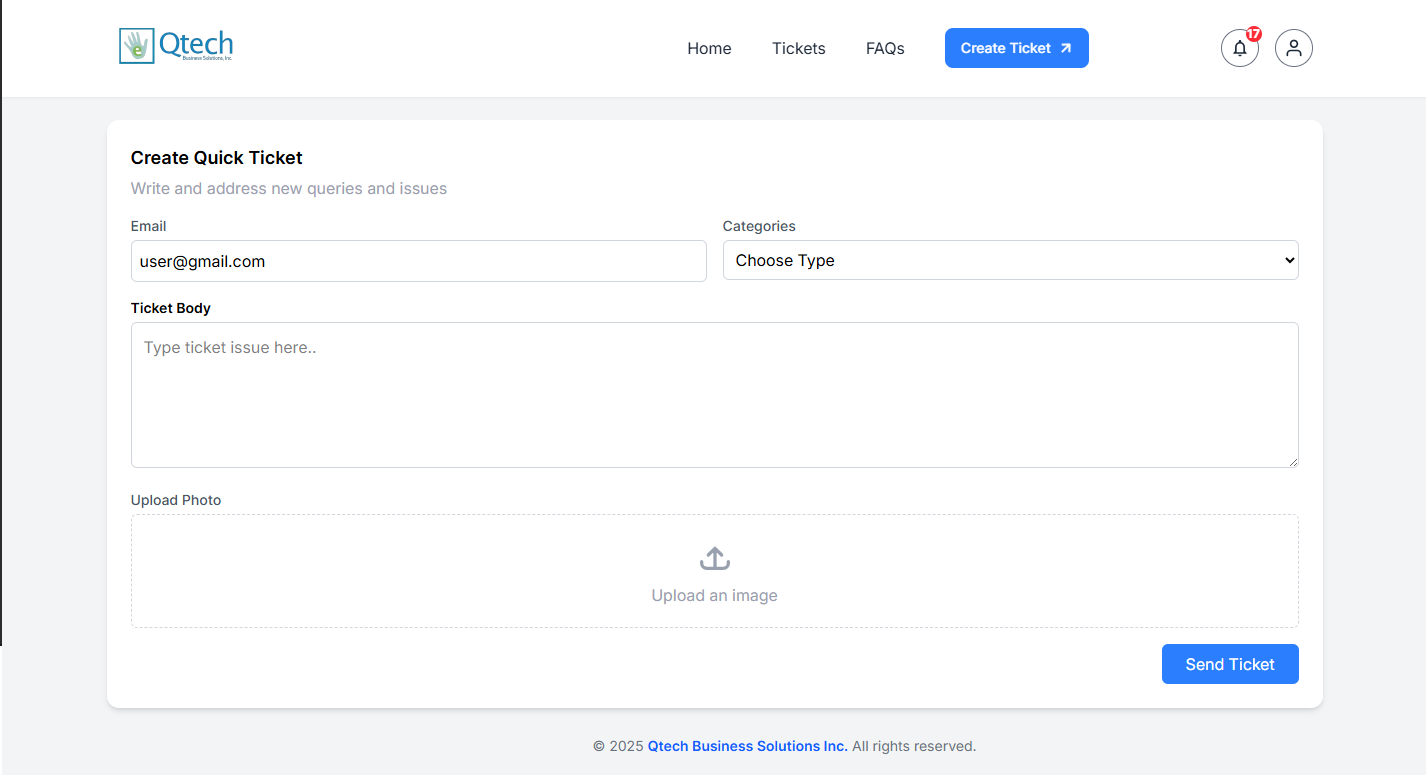 e Qtech
Business Solutions, Inc.
Home Tickets FAQs Create Ticket 17
Create Quick Ticket
Write and address new queries and issues
Email Categories
user@gmail.com Choose Type
Ticket Body
Type ticket issue here..
Upload Photo
Upload an image
Send Ticket
© 2025 Qtech Business Solutions Inc. All rights reserved.